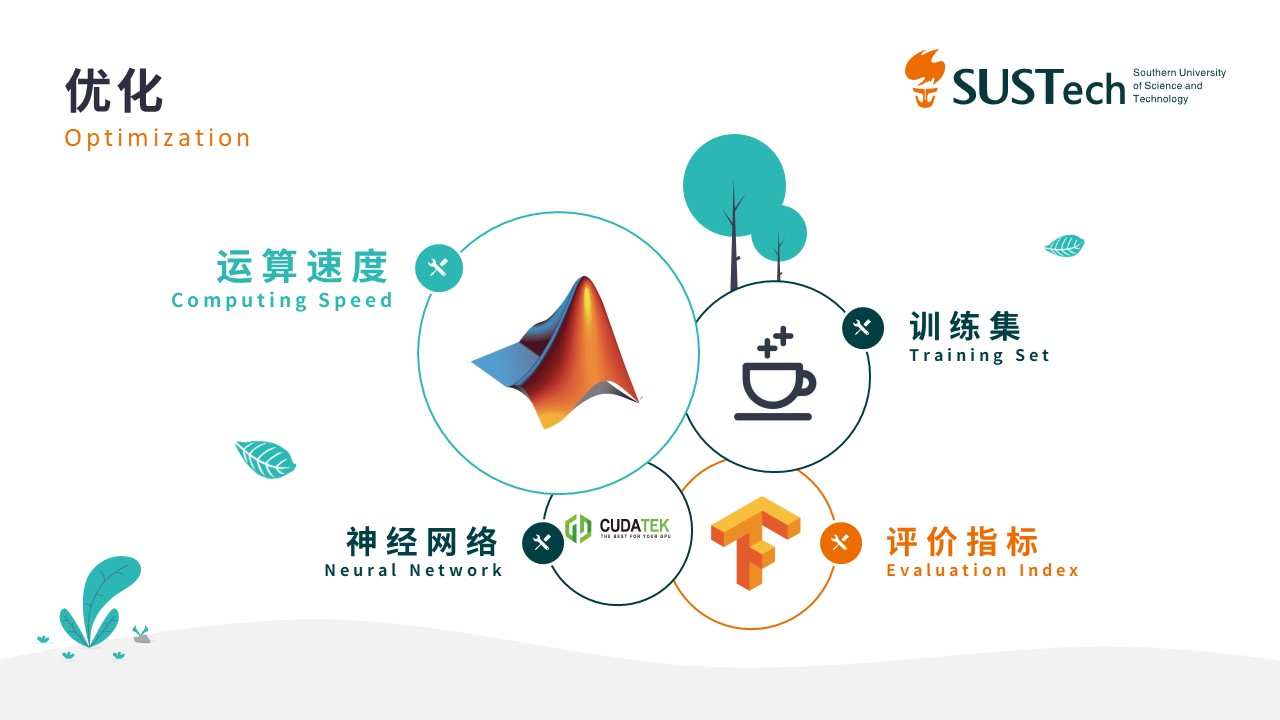 优化
Optimization
SUSTech
Southern University
of Science and
Technology
运算速度
Computing Speed
训练集
Training Set
神经网络
Neural Network
CUDATEK
THE BEST FOR YOUR GPU
评价指标
Evaluation Index